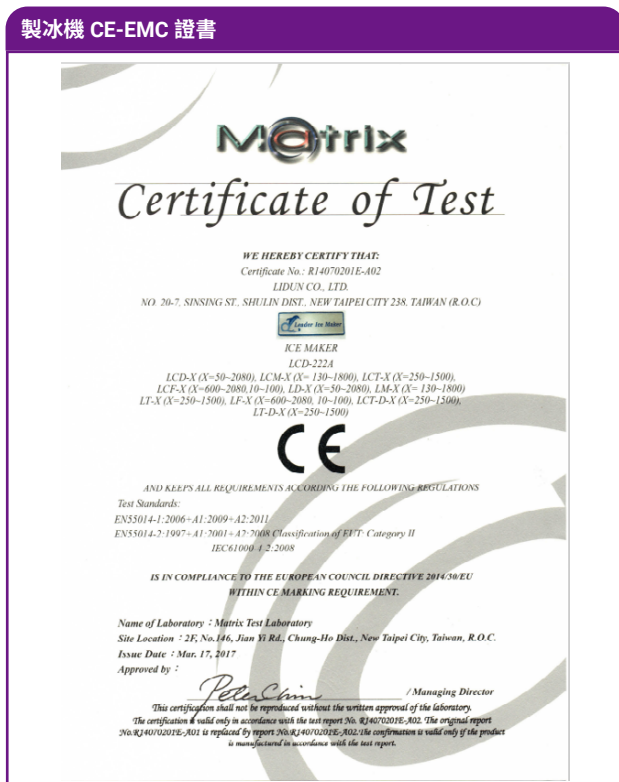 製冰機 CE-EMC 證書
Matrix
Certificate of Test
WE HEREBY CERTIFY THAT:
Certificate No.: R14070201E-A02
LIDUN CO., LTD.
NO. 20-7, SINSING ST., SHULIN DIST., NEW TAIPEI CITY 238, TAIWAN (R.O.C)
Leader Ice Maker
ICE MAKER
LCD-222A
LCD-X (X=50~2080), LCM-X (X= 130~1800), LCT-X (X=250~1500),
LCF-X (X=600~2080,10~100), LD-X (X=50~2080), LM-X (X= 130~1800)
LT-X (X=250~1500), LF-X (X=600~2080, 10~100), LCT-D-X (X=250~1500),
LT-D-X (X=250~1500)
CE
AND KEEPS ALL REQUIREMENTS ACCORDING THE FOLLOWING REGULATIONS
Test Standards:
EN55014-1:2006+A1:2009+A2:2011
EN55014-2:1997+A1:2001+A2:2008 Classification of EUT: Category II
IEC61000-4-2:2008
IS IN COMPLIANCE TO THE EUROPEAN COUNCIL DIRECTIVE 2014/30/EU
WITHIN CE MARKING REQUIREMENT.
Name of Laboratory : Matrix Test Laboratory
Site Location : 2F, No.146, Jian Yi Rd., Chung-Ho Dist., New Taipei City, Taiwan, R.O.C.
Issue Date : Mar. 17, 2017
Approved by :
Peter Chin
/ Managing Director
This certification shall not be reproduced without the written approval of the laboratory.
The certification is valid only in accordance with the test report No. R14070201E-A02. The original report
No.R14070201E-A01 is replaced by report No.R14070201E-A02.The confirmation is valid only if the product
is manufactured in accordance with the test report.